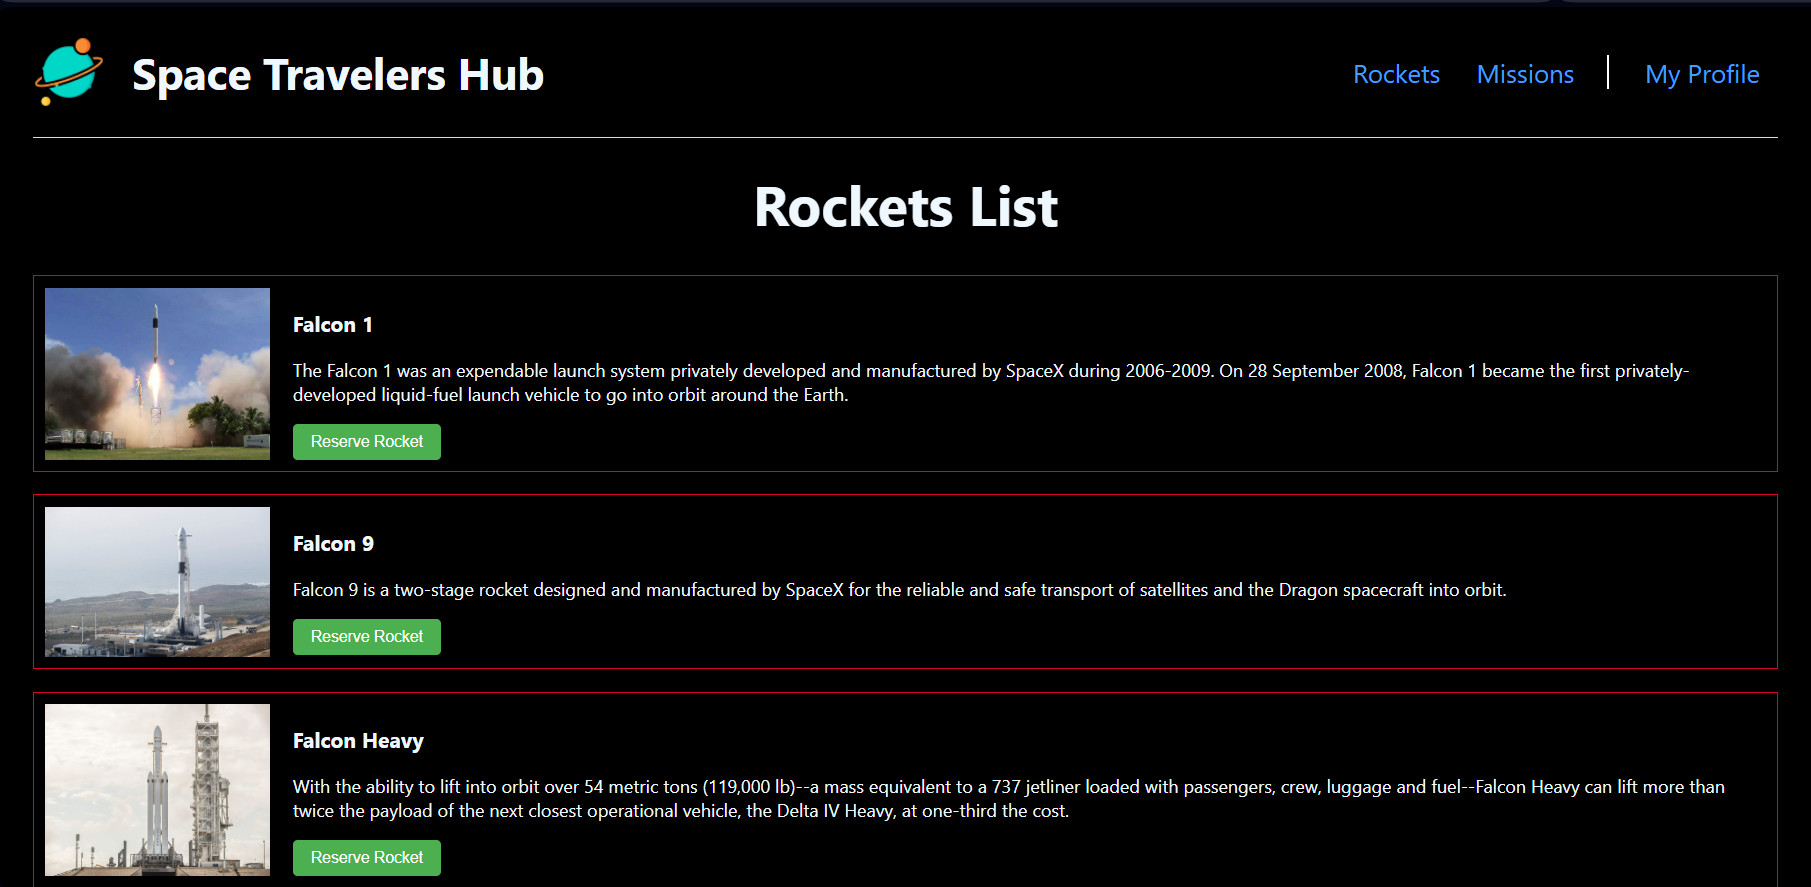 Space Travelers Hub
Rockets
Missions
My Profile
Rockets List
Falcon 1
The Falcon 1 was an expendable launch system privately developed and manufactured by SpaceX during 2006-2009. On 28 September 2008, Falcon 1 became the first privately-
developed liquid-fuel launch vehicle to go into orbit around the Earth.
Reserve Rocket
Falcon 9
Falcon 9 is a two-stage rocket designed and manufactured by SpaceX for the reliable and safe transport of satellites and the Dragon spacecraft into orbit.
Reserve Rocket
Falcon Heavy
With the ability to lift into orbit over 54 metric tons (119,000 lb)--a mass equivalent to a 737 jetliner loaded with passengers, crew, luggage and fuel--Falcon Heavy can lift more than
twice the payload of the next closest operational vehicle, the Delta IV Heavy, at one-third the cost.
Reserve Rocket